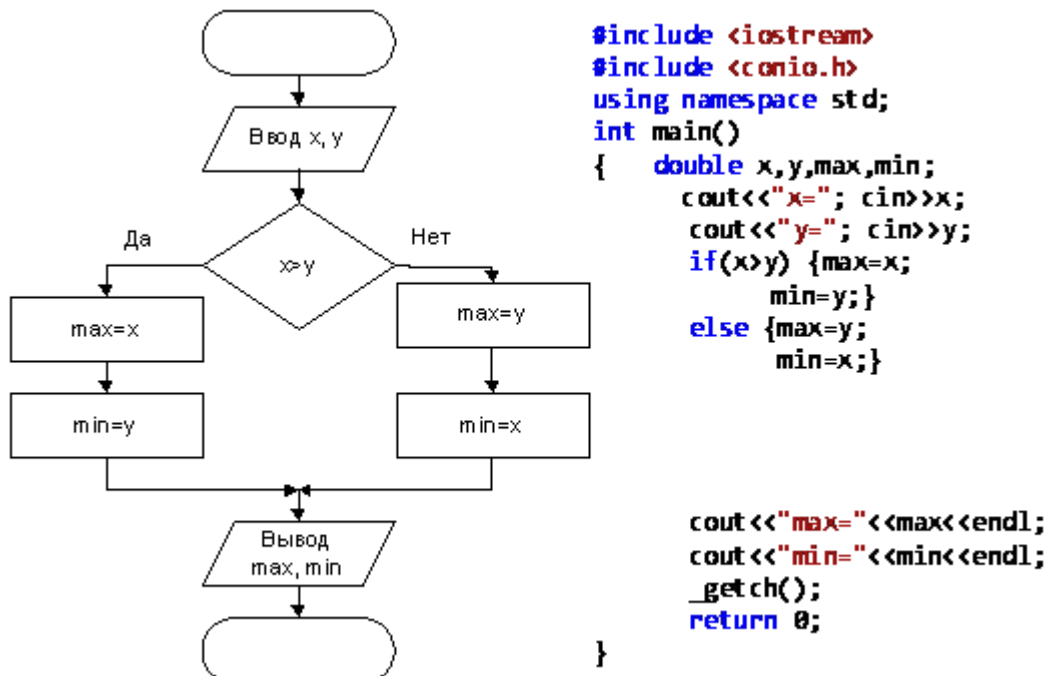 Ввод x, y
Да
Нет
x>y
max=x
max=y
min=y
min=x
Вывод
max, min
#include <iostream>
#include <conio.h>
using namespace std;
int main()
{ double x,y,max,min;
cout<<"x="; cin>>x;
cout<<"y="; cin>>y;
if(x>y) {max=x;
min=y;}
else {max=y;
min=x;}
cout<<"max="<<max<<endl;
cout<<"min="<<min<<endl;
_getch();
return 0;
}